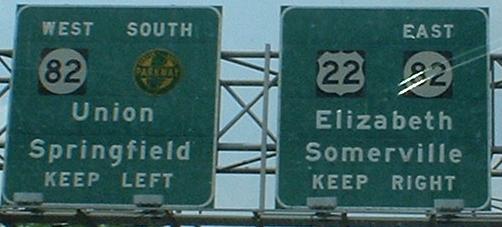 WEST SOUTH
82 PARKWAY
Union
Springfield
KEEP LEFT
EAST
22 82
Elizabeth
Somerville
KEEP RIGHT